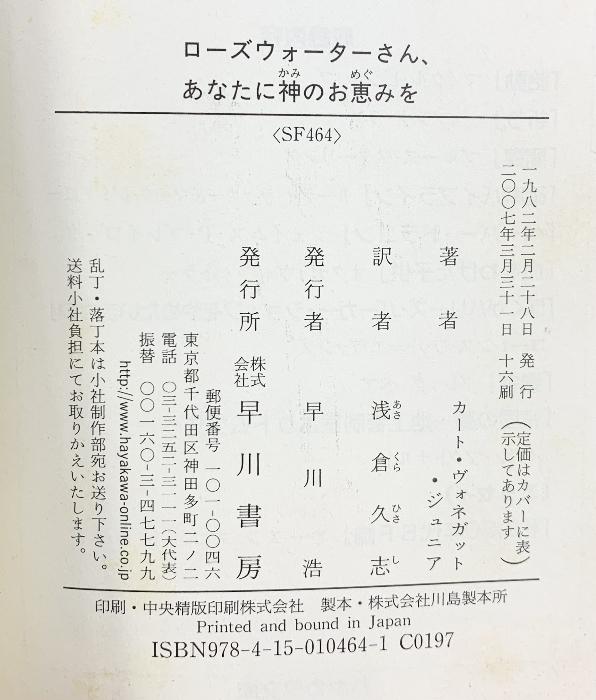 ローズウォーターさん、
あなたに神のお恵みを
かみ
めぐ
〈SF464〉
一九八二年二月二十八日 発行
二〇〇七年三月三十一日 十六刷
(定価はカバーに表
示してあります)
著者 カート・ヴォネガット
・ジュニア
訳者 浅倉久志
あさ くら ひさ し
発行者 早川 浩
発行所 株式
会社 早川書房
郵便番号 一〇一-〇〇四六
東京都千代田区神田多町二ノ二
電話 〇三-三二五二-三一一一(大代表)
振替 〇〇一六〇-三-四七七九九
http://www.hayakawa-online.co.jp
乱丁・落丁本は小社制作部宛お送り下さい。
送料小社負担にてお取りかえいたします。
印刷・中央精版印刷株式会社 製本・株式会社川島製本所
Printed and bound in Japan
ISBN978-4-15-010464-1 C0197